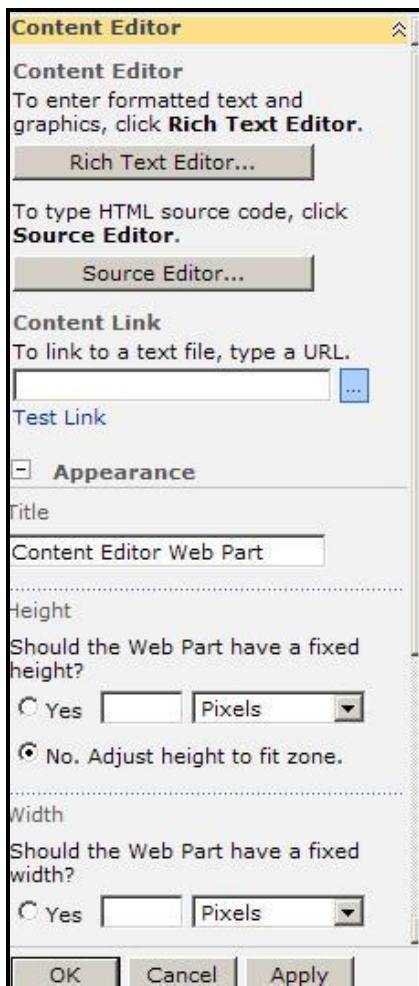 Content Editor
Content Editor
To enter formatted text and
graphics, click Rich Text Editor.
Rich Text Editor...
To type HTML source code, click
Source Editor.
Source Editor...
Content Link
To link to a text file, type a URL.
...
Test Link
Appearance
Title
Content Editor Web Part
Height
Should the Web Part have a fixed
height?
Yes Pixels
No. Adjust height to fit zone.
Width
Should the Web Part have a fixed
width?
Yes Pixels
OK Cancel Apply